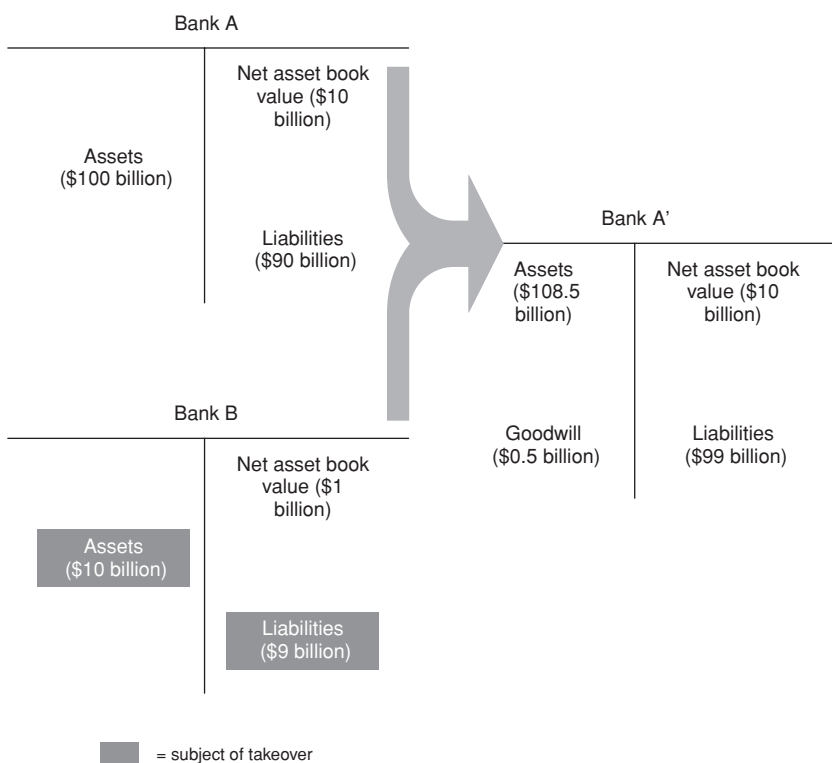 Bank A
Net asset book
value ($10
billion)
Assets
($100 billion)
Liabilities
($90 billion)
Bank A’
Assets
($108.5
billion)
Net asset book
value ($10
billion)
Goodwill
($0.5 billion)
Liabilities
($99 billion)
Bank B
Net asset book
value ($1
billion)
Assets
($10 billion)
Liabilities
($9 billion)
= subject of takeover